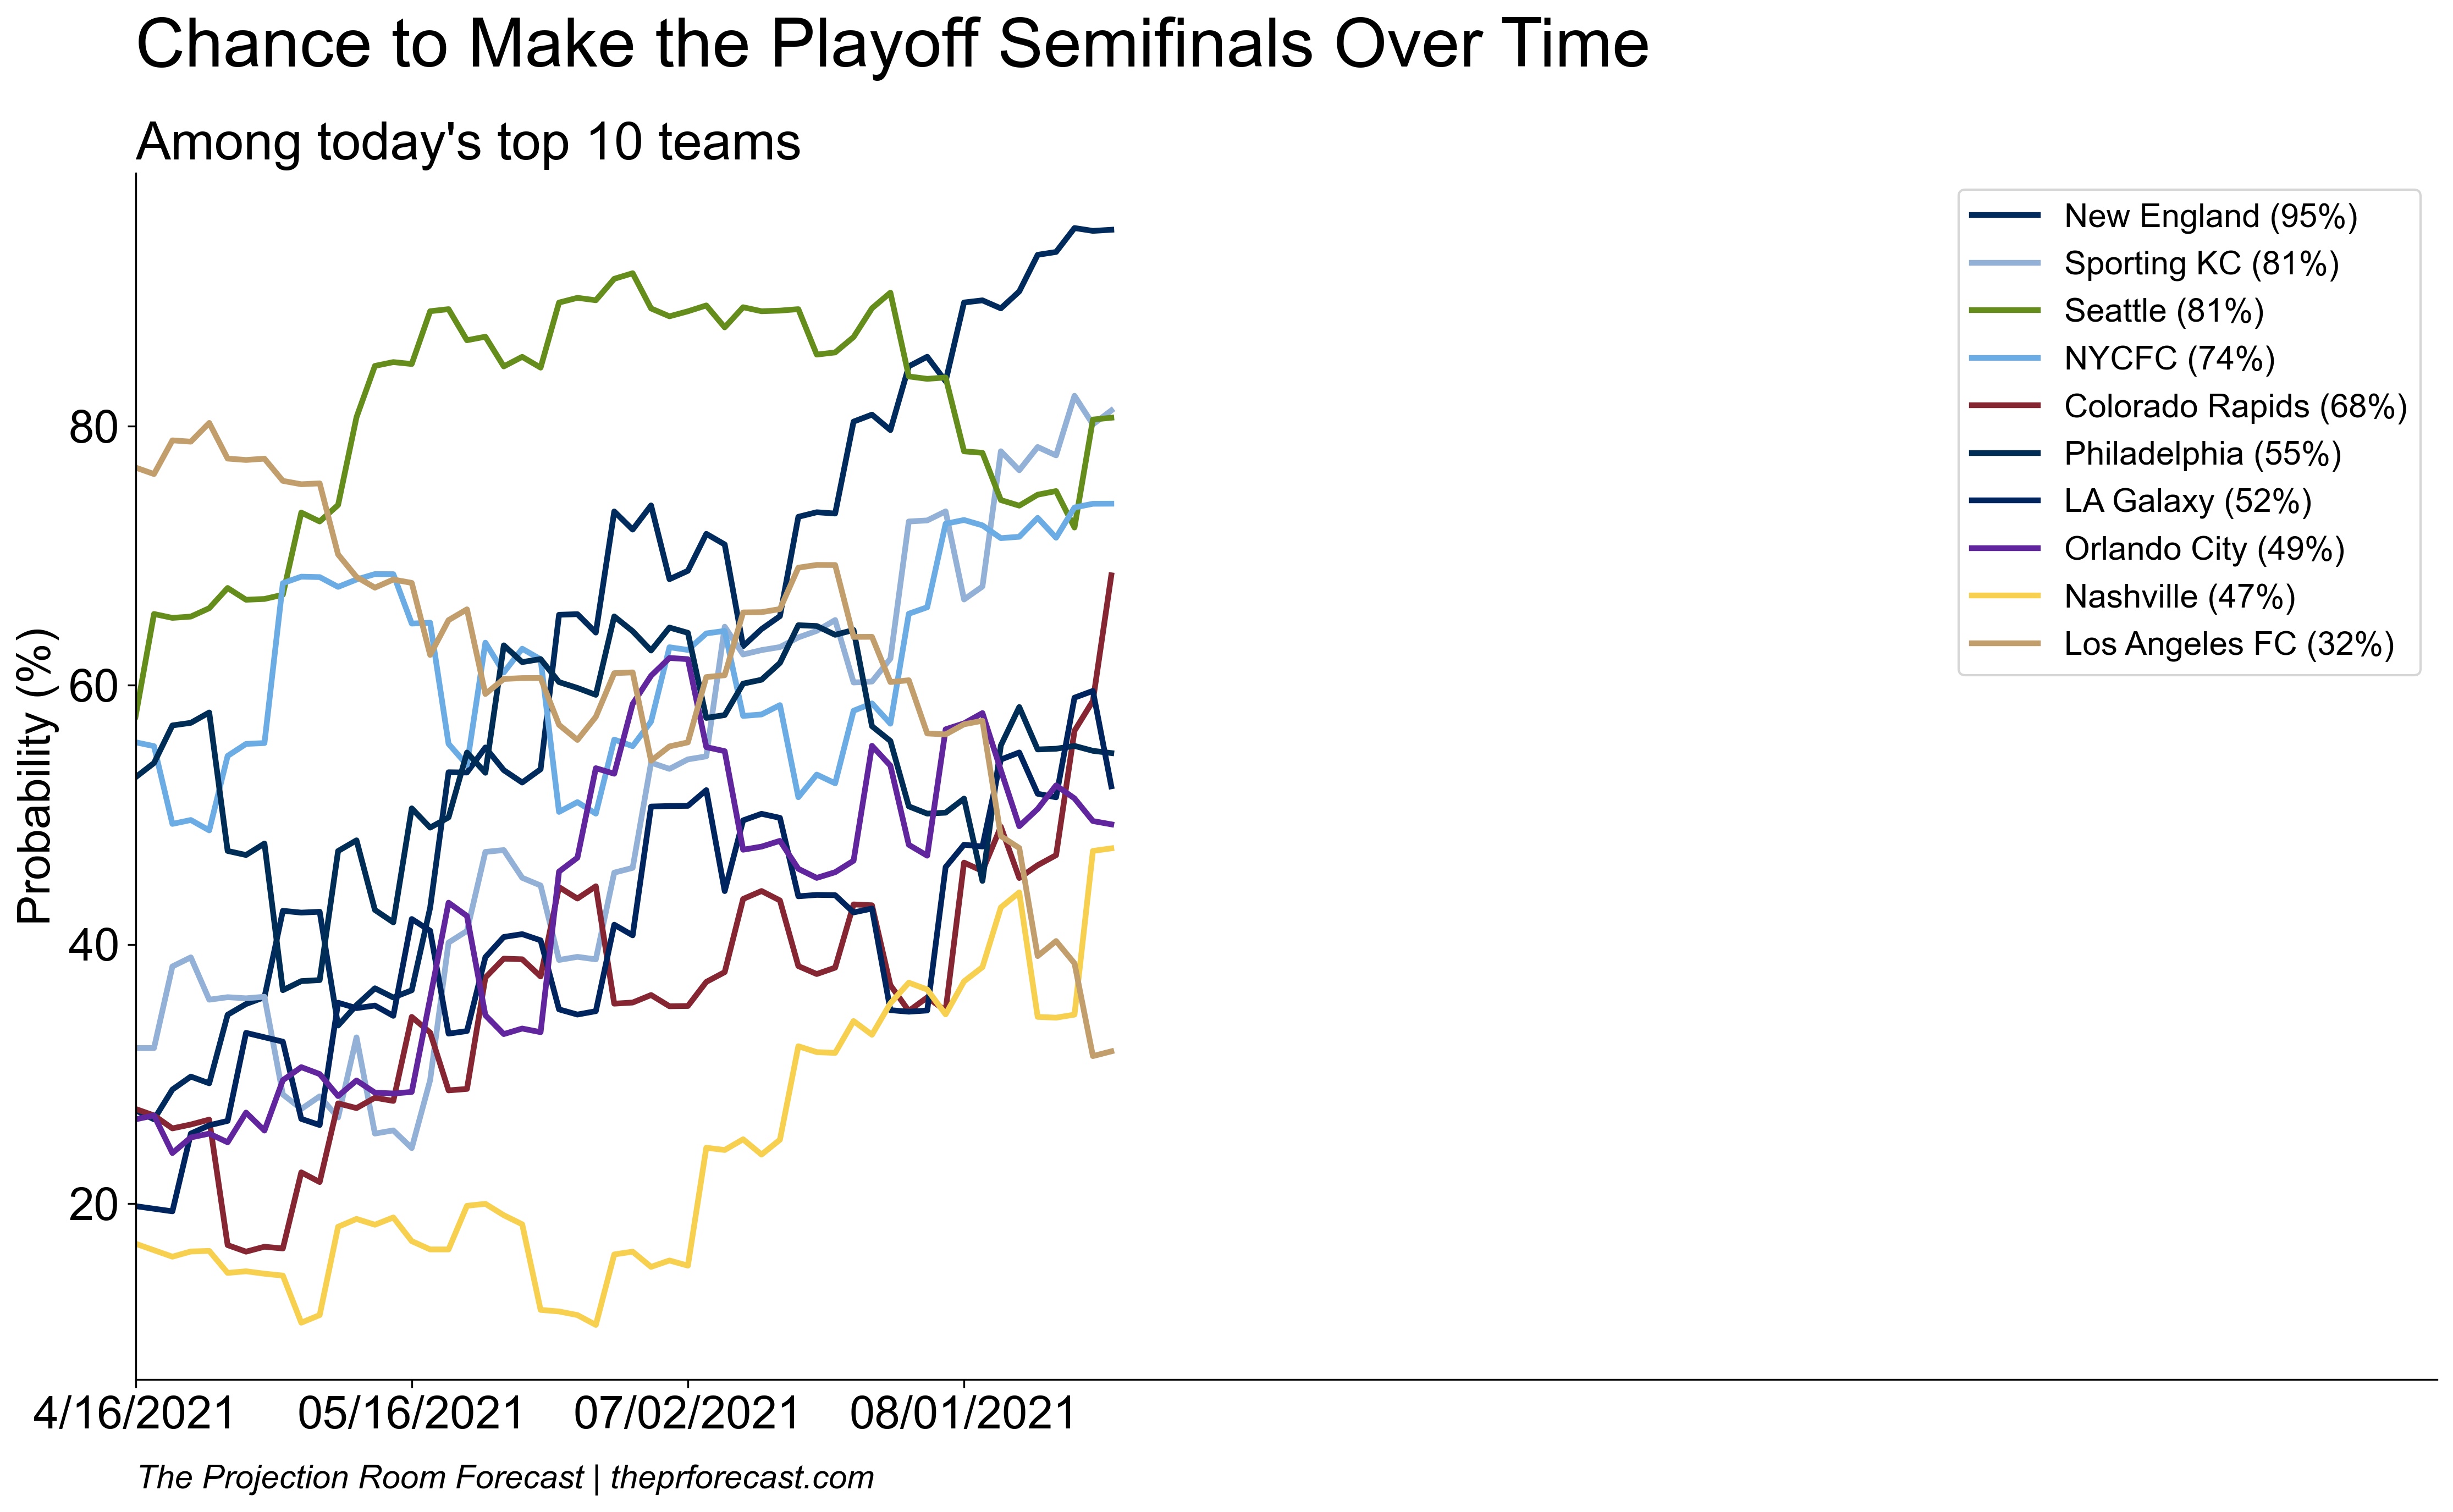 Chance to Make the Playoff Semifinals Over Time
Among today's top 10 teams
New England (95%)
Sporting KC (81%)
Seattle (81%)
NYCFC (74%)
Colorado Rapids (68%)
Philadelphia (55%)
LA Galaxy (52%)
Orlando City (49%)
Nashville (47%)
Los Angeles FC (32%)
Probability (%)
80
60
40
20
4/16/2021 05/16/2021 07/02/2021 08/01/2021
The Projection Room Forecast | theprforecast.com